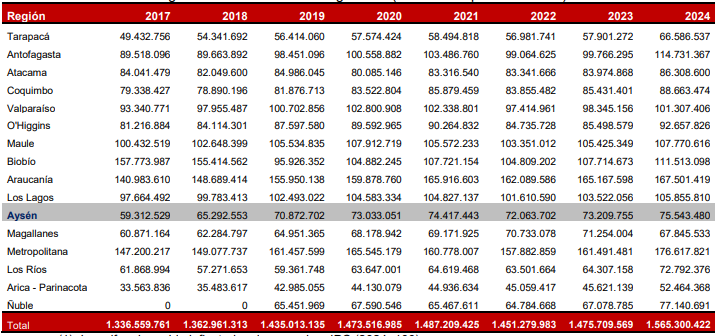 Región 2017 2018 2019 2020 2021 2022 2023 2024
Tarapacá 49.432.756 54.341.692 56.414.060 57.574.424 58.494.818 56.981.741 57.901.272 66.586.537
Antofagasta 89.518.096 89.663.892 98.451.096 100.558.882 103.486.760 99.064.295 99.766.295 114.731.367
Atacama 84.041.479 82.049.600 84.986.045 80.085.146 83.316.540 83.341.666 83.974.868 86.308.600
Coquimbo 79.338.427 78.890.196 81.876.713 83.522.804 85.879.459 83.855.482 85.431.401 88.663.474
Valparaíso 93.340.771 97.955.487 100.702.856 102.800.908 102.338.801 97.414.961 98.345.156 101.307.406
O'Higgins 81.216.884 84.114.301 87.597.580 89.592.965 90.264.832 84.735.728 85.498.579 92.657.826
Maule 100.432.519 102.648.399 105.534.835 107.912.719 105.572.233 103.351.012 105.425.349 107.770.616
Biobío 157.773.987 155.414.562 95.926.352 104.882.245 107.721.154 104.809.202 107.714.673 111.513.098
Araucanía 140.983.610 148.689.414 155.950.138 159.878.760 165.916.603 162.089.586 165.167.598 167.501.419
Los Lagos 97.664.492 99.783.413 102.493.022 104.583.334 104.827.137 101.610.590 103.522.056 105.855.810
Aysén 59.312.529 65.292.553 70.872.702 73.033.051 74.417.443 72.063.702 73.209.755 75.543.480
Magallanes 60.871.164 62.284.797 64.951.365 68.178.942 69.171.925 70.733.078 71.254.004 67.845.533
Metropolitana 147.200.217 149.077.737 161.457.599 165.545.179 160.778.007 157.882.859 161.491.481 176.617.821
Los Ríos 61.868.994 57.271.653 59.361.748 63.647.001 64.619.468 63.501.664 64.307.158 72.792.376
Arica - Parinacota 33.563.836 35.483.617 42.985.055 44.130.079 44.936.634 45.059.417 45.621.139 52.464.368
Ñuble 0 0 65.451.969 67.590.546 65.467.611 64.784.668 67.078.785 77.140.691
Total 1.336.559.761 1.362.961.313 1.435.013.135 1.473.516.985 1.487.209.425 1.451.279.983 1.475.709.569 1.565.300.422